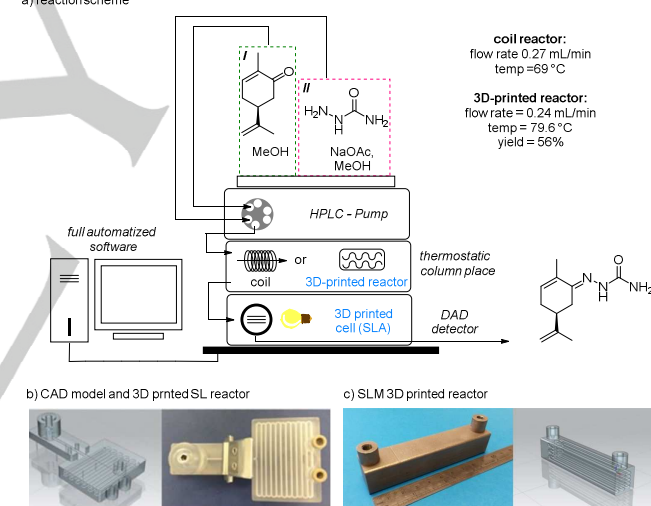 a) reaction scheme
coil reactor:
flow rate 0.27 mL/min
temp =69 °C
3D-printed reactor:
flow rate = 0.24 mL/min
temp = 79.6 °C
yield = 56%
I
O
II
O
H₂N
N
H
NH₂
MeOH
NaOAc,
MeOH
HPLC - Pump
full automatized
software
coil
or
3D-printed reactor
thermostatic
column place
3D printed
cell (SLA)
DAD
detector
N
N
H
O
NH₂
b) CAD model and 3D prnted SL reactor
c) SLM 3D printed reactor